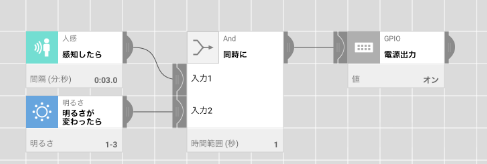 人感
感知したら
間隔 (分:秒) 0:03.0
明るさ
明るさが
変わったら
明るさ 1-3
And
同時に
入力1
入力2
時間範囲 (秒) 1
GPIO
電源出力
値 オン